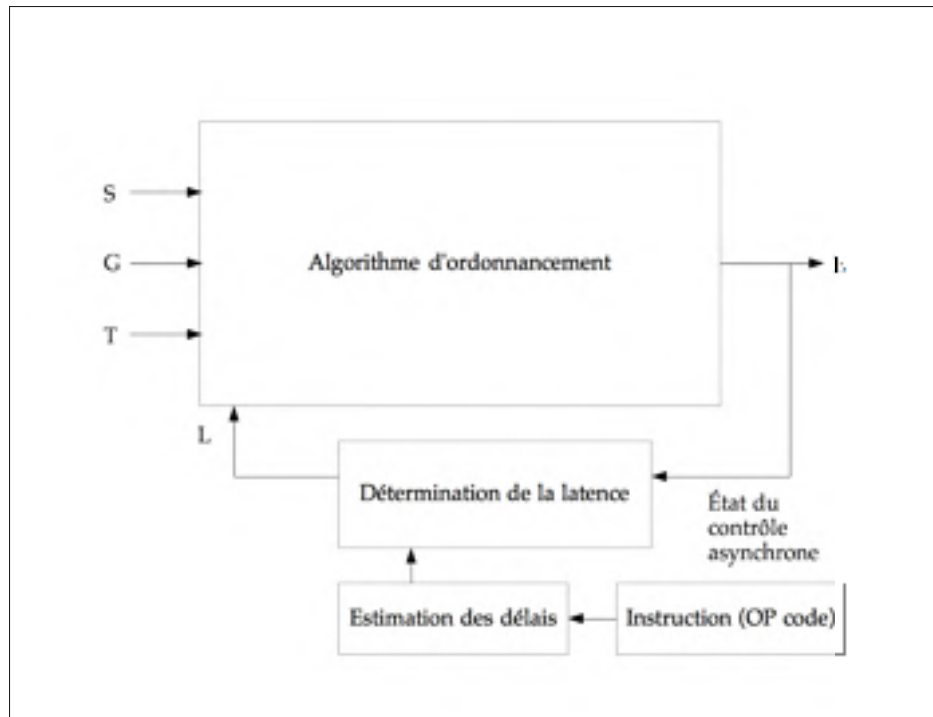 S
G
Algorithme d'ordonnancement
T
L
Détermination de la latence
État du
contrôle
asynchrone
Estimation des délais
Instruction (OP code)